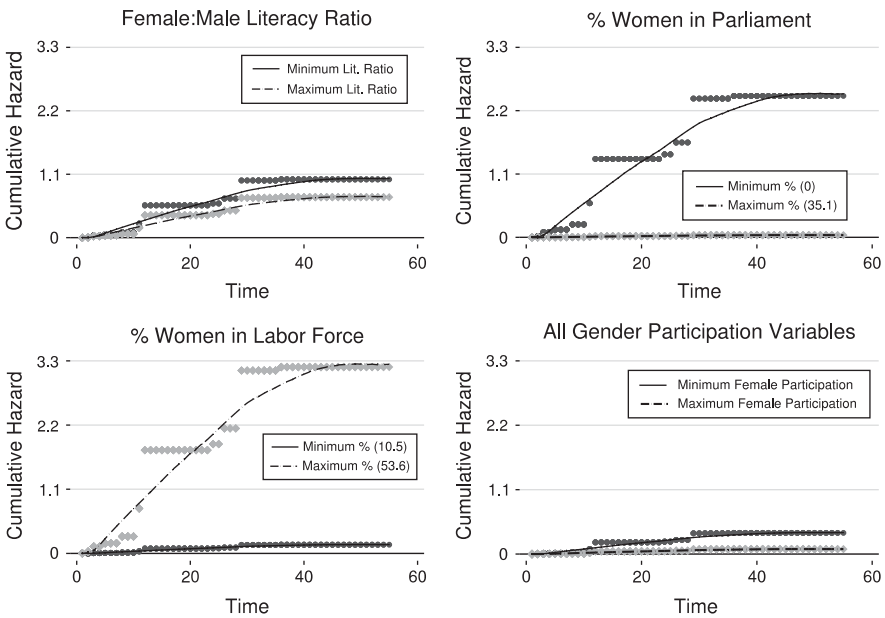 Female:Male Literacy Ratio
Cumulative Hazard
3.3
2.2
1.1
0
Minimum Lit. Ratio
Maximum Lit. Ratio
0 20 40 60
Time
% Women in Parliament
Cumulative Hazard
3.3
2.2
1.1
0
Minimum % (0)
Maximum % (35.1)
0 20 40 60
Time
% Women in Labor Force
Cumulative Hazard
3.3
2.2
1.1
0
Minimum % (10.5)
Maximum % (53.6)
0 20 40 60
Time
All Gender Participation Variables
Cumulative Hazard
3.3
2.2
1.1
0
Minimum Female Participation
Maximum Female Participation
0 20 40 60
Time